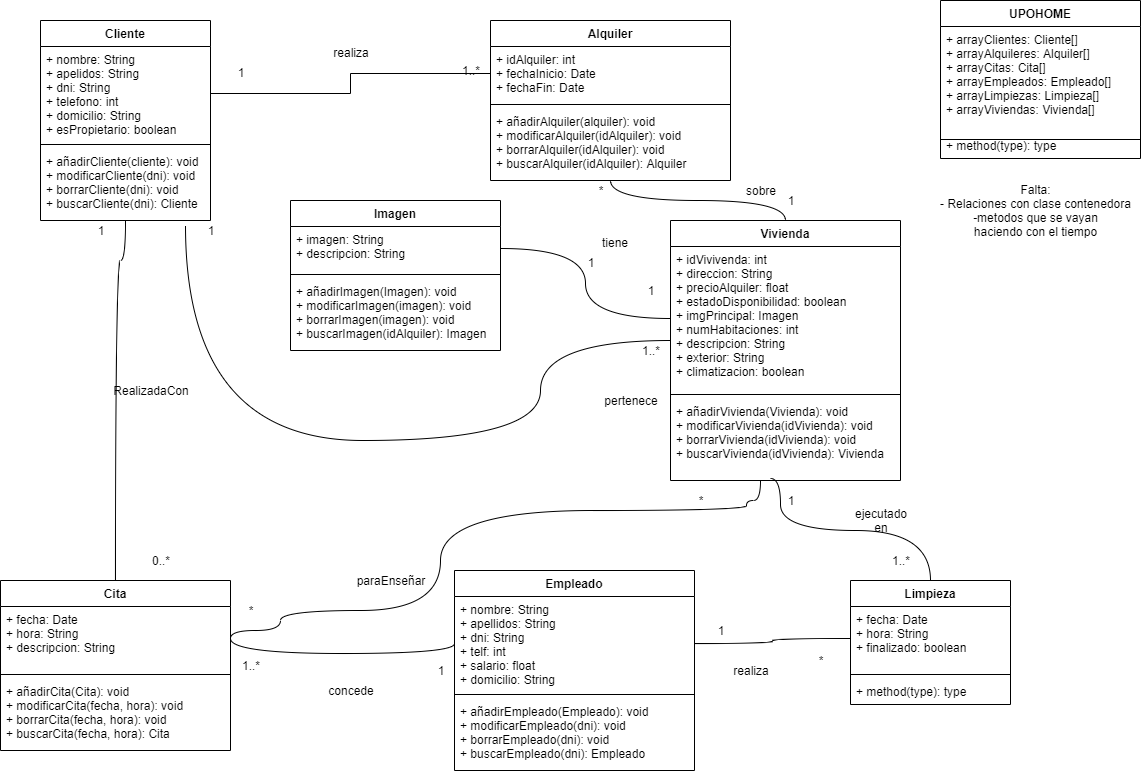 Cliente
+ nombre: String
+ apelidos: String
+ dni: String
+ telefono: int
+ domicilio: String
+ esPropietario: boolean
+ añadirCliente(cliente): void
+ modificarCliente(dni): void
+ borrarCliente(dni): void
+ buscarCliente(dni): Cliente
realiza
1
1..*
Alquiler
+ idAlquiler: int
+ fechaInicio: Date
+ fechaFin: Date
+ añadirAlquiler(alquiler): void
+ modificarAlquiler(idAlquiler): void
+ borrarAlquiler(idAlquiler): void
+ buscarAlquiler(idAlquiler): Alquiler
UPOHOME
+ arrayClientes: Cliente[]
+ arrayAlquileres: Alquiler[]
+ arrayCitas: Cita[]
+ arrayEmpleados: Empleado[]
+ arrayLimpiezas: Limpieza[]
+ arrayViviendas: Vivienda[]
+ method(type): type
Falta:
- Relaciones con clase contenedora
-metodos que se vayan
haciendo con el tiempo
*
sobre
1
Imagen
+ imagen: String
+ descripcion: String
+ añadirImagen(Imagen): void
+ modificarImagen(imagen): void
+ borrarImagen(imagen): void
+ buscarImagen(idAlquiler): Imagen
tiene
1
1
Vivienda
+ idVivivenda: int
+ direccion: String
+ precioAlquiler: float
+ estadoDisponibilidad: boolean
+ imgPrincipal: Imagen
+ numHabitaciones: int
+ descripcion: String
+ exterior: String
+ climatizacion: boolean
+ añadirVivienda(Vivienda): void
+ modificarVivienda(idVivienda): void
+ borrarVivienda(idVivienda): void
+ buscarVivienda(idVivienda): Vivienda
1
1
1..*
RealizadaCon
pertenece
*
1
ejecutado
en
0..*
paraEnseñar
1..*
Cita
+ fecha: Date
+ hora: String
+ descripcion: String
+ añadirCita(Cita): void
+ modificarCita(fecha, hora): void
+ borrarCita(fecha, hora): void
+ buscarCita(fecha, hora): Cita
*
1..*
1
concede
Empleado
+ nombre: String
+ apellidos: String
+ dni: String
+ telf: int
+ salario: float
+ domicilio: String
+ añadirEmpleado(Empleado): void
+ modificarEmpleado(dni): void
+ borrarEmpleado(dni): void
+ buscarEmpleado(dni): Empleado
1
*
realiza
Limpieza
+ fecha: Date
+ hora: String
+ finalizado: boolean
+ method(type): type